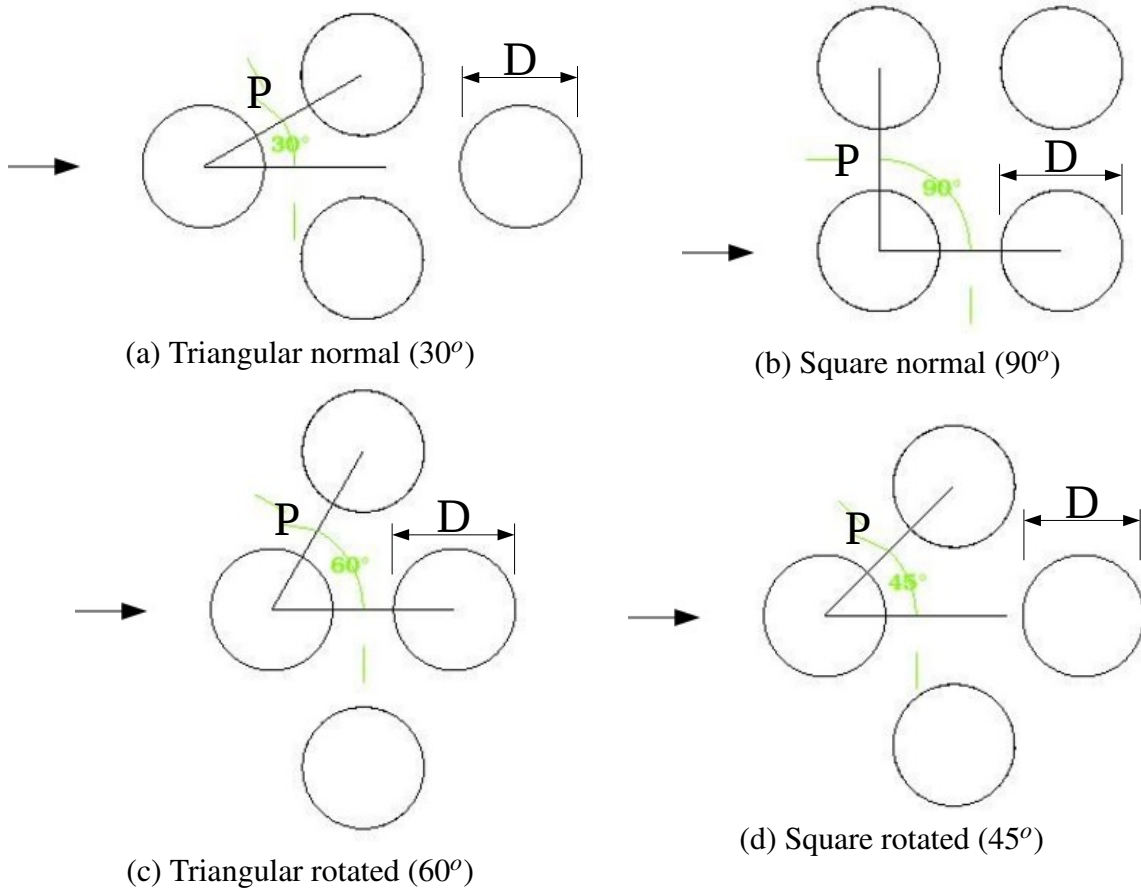 P
D
30°
(a) Triangular normal (30°)
P
D
90°
(b) Square normal (90°)
P
D
60°
(c) Triangular rotated (60°)
P
D
45°
(d) Square rotated (45°)